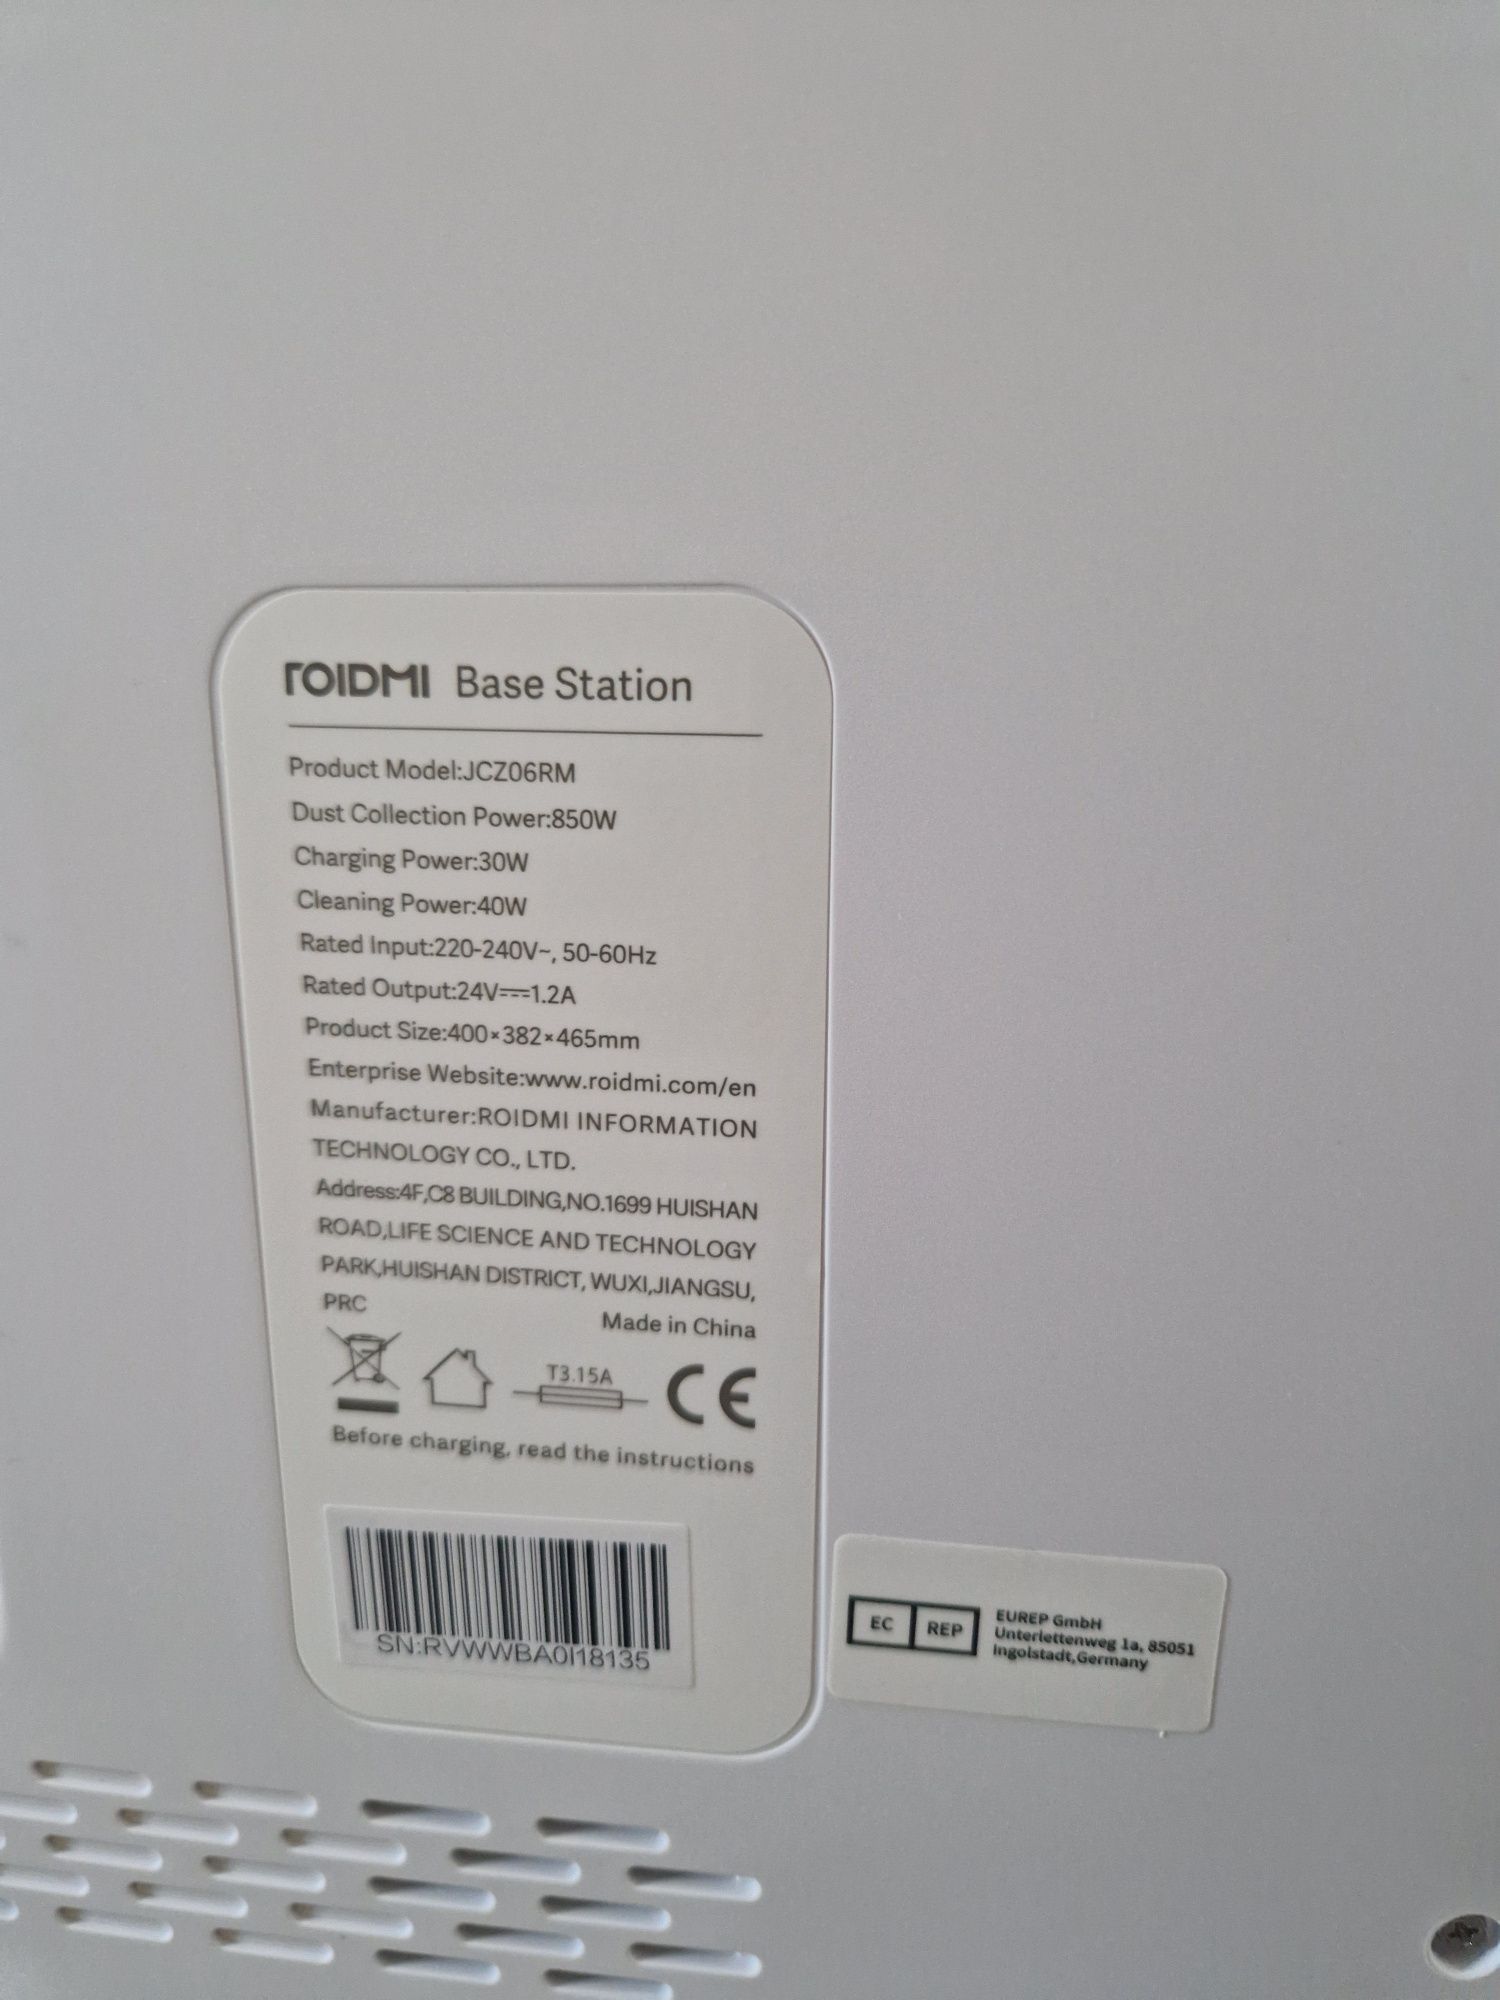 ROIDMI Base Station
Product Model:JCZ06RM
Dust Collection Power:850W
Charging Power:30W
Cleaning Power:40W
Rated Input:220-240V~, 50-60Hz
Rated Output:24V⎓1.2A
Product Size:400×382×465mm
Enterprise Website:www.roidmi.com/en
Manufacturer:ROIDMI INFORMATION
TECHNOLOGY CO., LTD.
Address:4F,C8 BUILDING,NO.1699 HUISHAN
ROAD,LIFE SCIENCE AND TECHNOLOGY
PARK,HUISHAN DISTRICT, WUXI,JIANGSU,
PRC
Made in China
T3.15A
CE
Before charging, read the instructions
SN:RVWWBA0I18135
EC REP
EUREP GmbH
Unterlettenweg 1a, 85051
Ingolstadt,Germany